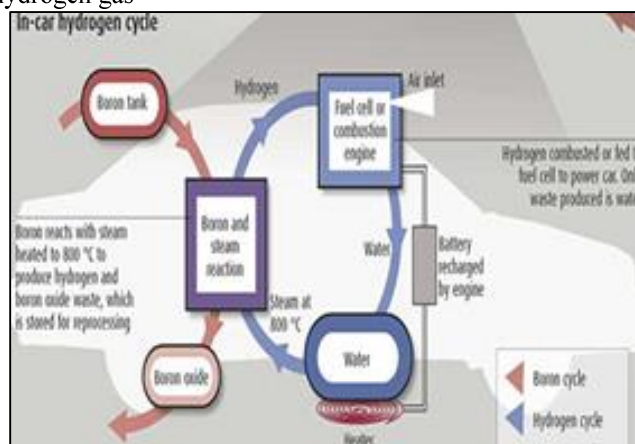 hydrogen gas
In-car hydrogen cycle
Boron tank
Hydrogen
Air inlet
Fuel cell or
combustion
engine
Hydrogen combusted or fed
fuel cell to power car.
waste produced is
Boron and
steam
reaction
Boron reacts with steam
heated to 800 °C to
produce hydrogen and
boron oxide waste, which
is stored for reprocessing
Water
Battery
recharged
by engine
Steam at
800 °C
Water
Boron oxide
Heater
Boron cycle
Hydrogen cycle